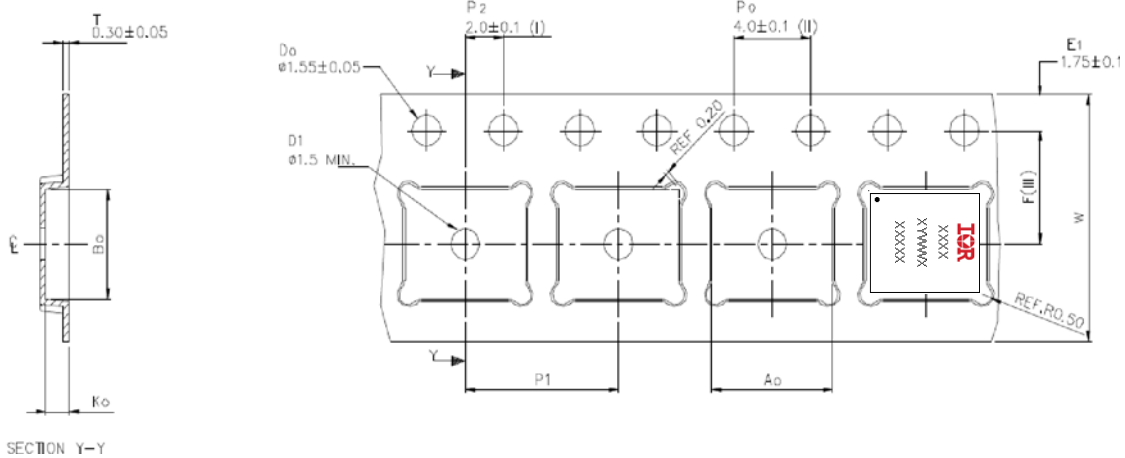 T
0.30±0.05
P2
2.0±0.1 (I)
Po
4.0±0.1 (II)
E1
1.75±0.1
Do
ø1.55±0.05
Y
D1
ø1.5 MIN.
REF 0.20
F(III)
W
Bo
℄
IOR
XXXX
XYWWX
XXXXX
REF.R0.50
Y
P1
Ao
Ko
SECTION Y-Y